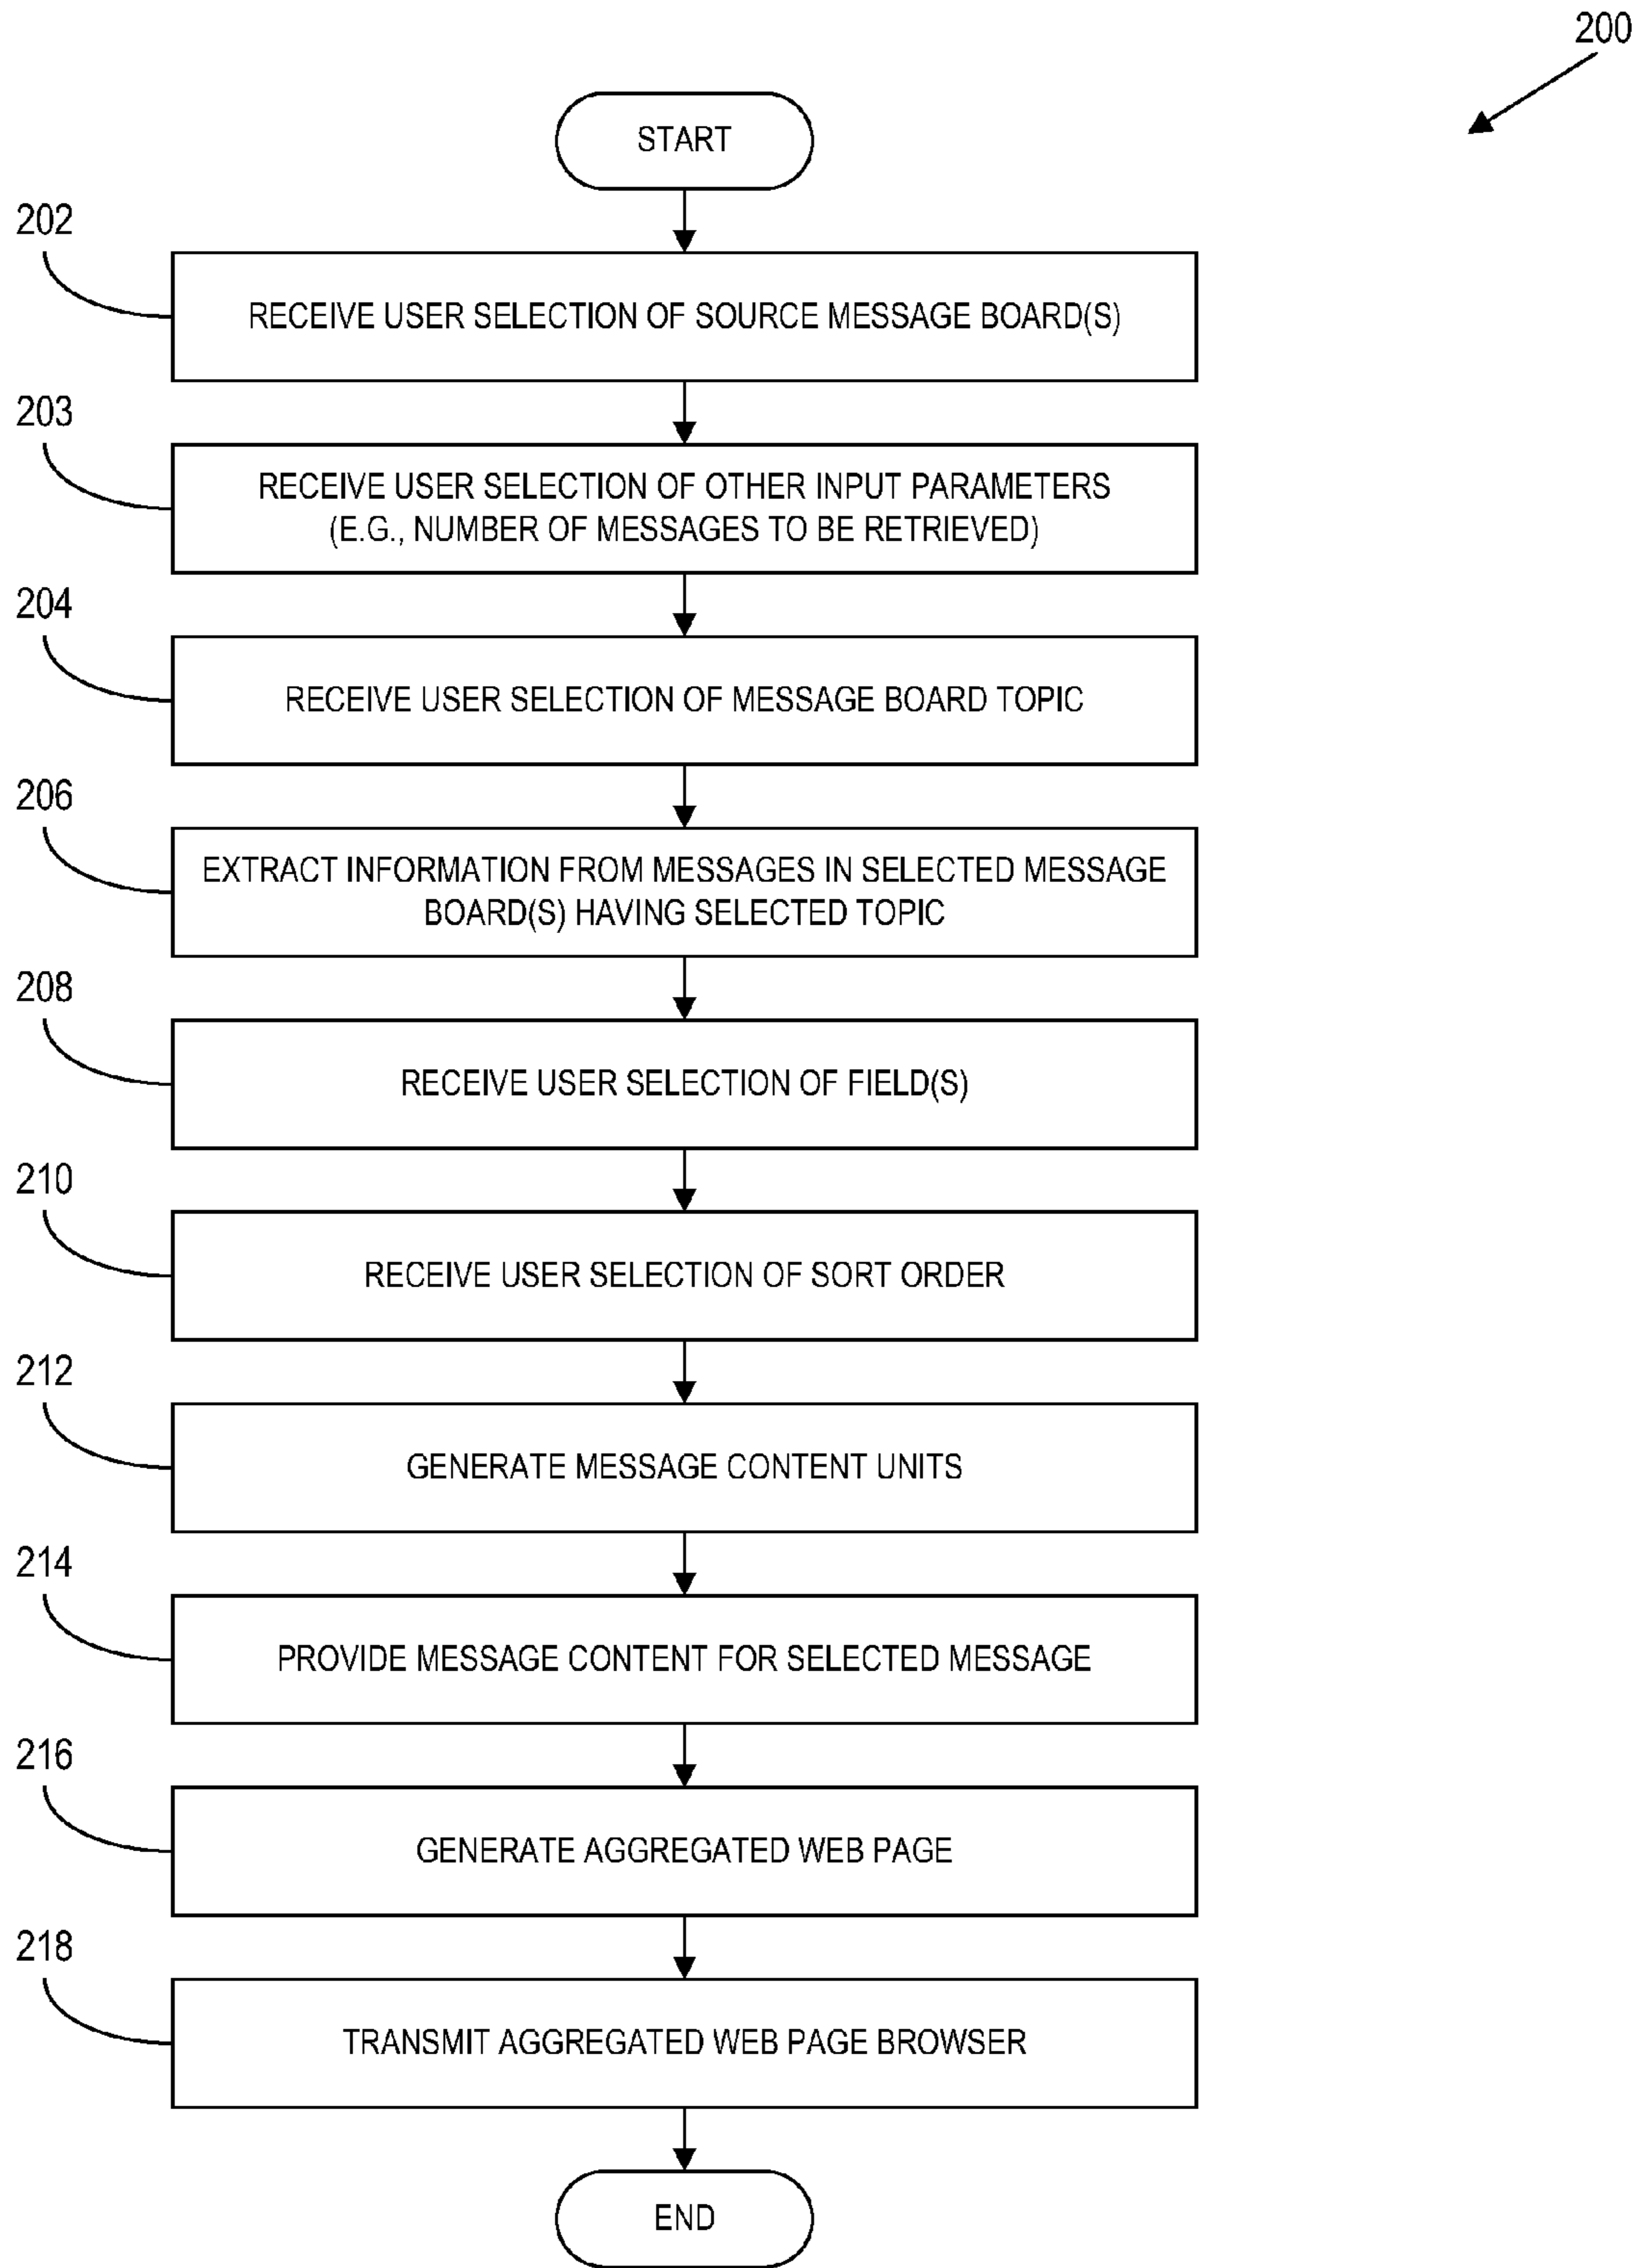 200
START
202
RECEIVE USER SELECTION OF SOURCE MESSAGE BOARD(S)
203
RECEIVE USER SELECTION OF OTHER INPUT PARAMETERS
(E.G., NUMBER OF MESSAGES TO BE RETRIEVED)
204
RECEIVE USER SELECTION OF MESSAGE BOARD TOPIC
206
EXTRACT INFORMATION FROM MESSAGES IN SELECTED MESSAGE
BOARD(S) HAVING SELECTED TOPIC
208
RECEIVE USER SELECTION OF FIELD(S)
210
RECEIVE USER SELECTION OF SORT ORDER
212
GENERATE MESSAGE CONTENT UNITS
214
PROVIDE MESSAGE CONTENT FOR SELECTED MESSAGE
216
GENERATE AGGREGATED WEB PAGE
218
TRANSMIT AGGREGATED WEB PAGE BROWSER
END